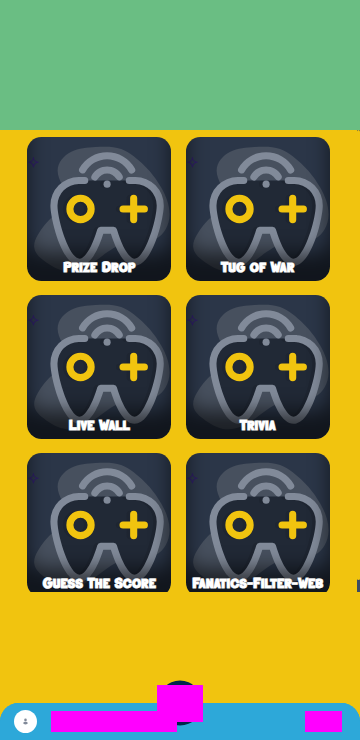 Prize Drop
Tug of War
Live Wall
Trivia
Guess The Score
Fanatics-Filter-Web